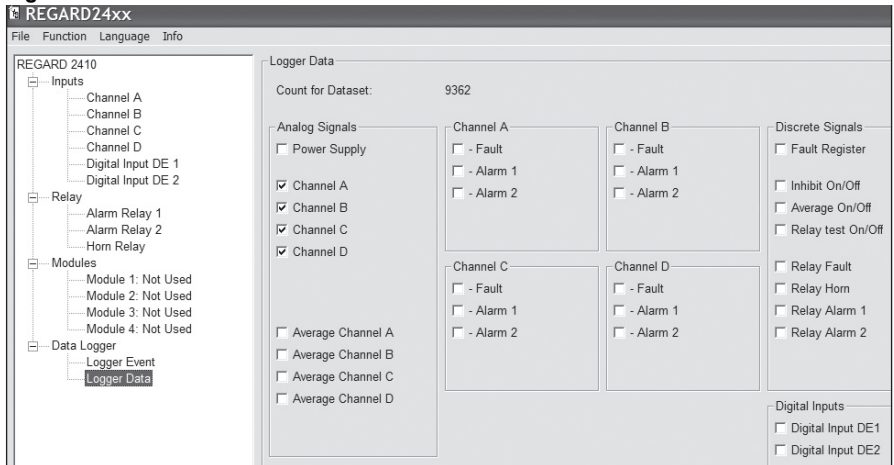 REGARD24xx
File Function Language Info
REGARD 2410
Inputs
Channel A
Channel B
Channel C
Channel D
Digital Input DE 1
Digital Input DE 2
Relay
Alarm Relay 1
Alarm Relay 2
Horn Relay
Modules
Module 1: Not Used
Module 2: Not Used
Module 3: Not Used
Module 4: Not Used
Data Logger
Logger Event
Logger Data
Logger Data
Count for Dataset: 9362
Analog Signals
Power Supply
Channel A
Channel B
Channel C
Channel D
Average Channel A
Average Channel B
Average Channel C
Average Channel D
Channel A
- Fault
- Alarm 1
- Alarm 2
Channel B
- Fault
- Alarm 1
- Alarm 2
Channel C
- Fault
- Alarm 1
- Alarm 2
Channel D
- Fault
- Alarm 1
- Alarm 2
Discrete Signals
Fault Register
Inhibit On/Off
Average On/Off
Relay test On/Off
Relay Fault
Relay Horn
Relay Alarm 1
Relay Alarm 2
Digital Inputs
Digital Input DE1
Digital Input DE2